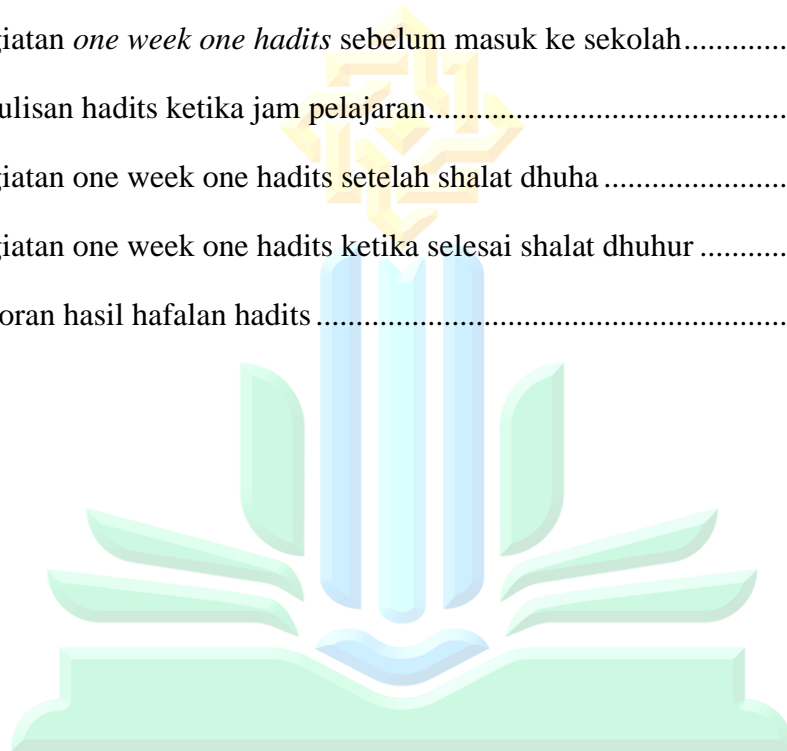 giatan one week one hadits sebelum masuk ke sekolah.............
ulisan hadits ketika jam pelajaran.............................................
giatan one week one hadits setelah shalat dhuha.......................
giatan one week one hadits ketika selesai shalat dhuhur...........
oran hasil hafalan hadits...........................................................